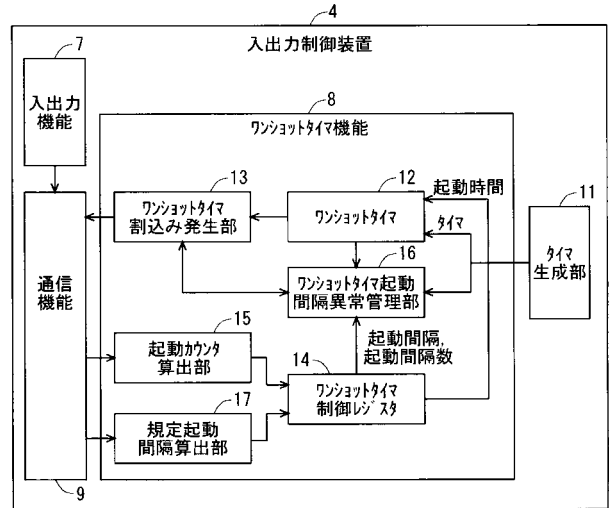 4
入出力制御装置
7
入出力
機能
8
ﾜﾝｼｮｯﾄﾀｲﾏ機能
13
ﾜﾝｼｮｯﾄﾀｲﾏ
割込み発生部
12
ﾜﾝｼｮｯﾄﾀｲﾏ
起動時間
ﾀｲﾏ
11
ﾀｲﾏ
生成部
16
ﾜﾝｼｮｯﾄﾀｲﾏ起動
間隔異常管理部
通信
機能
15
起動ｶｳﾝﾀ
算出部
起動間隔,
起動間隔数
14
ﾜﾝｼｮｯﾄﾀｲﾏ
制御ﾚｼﾞｽﾀ
17
規定起動
間隔算出部
9